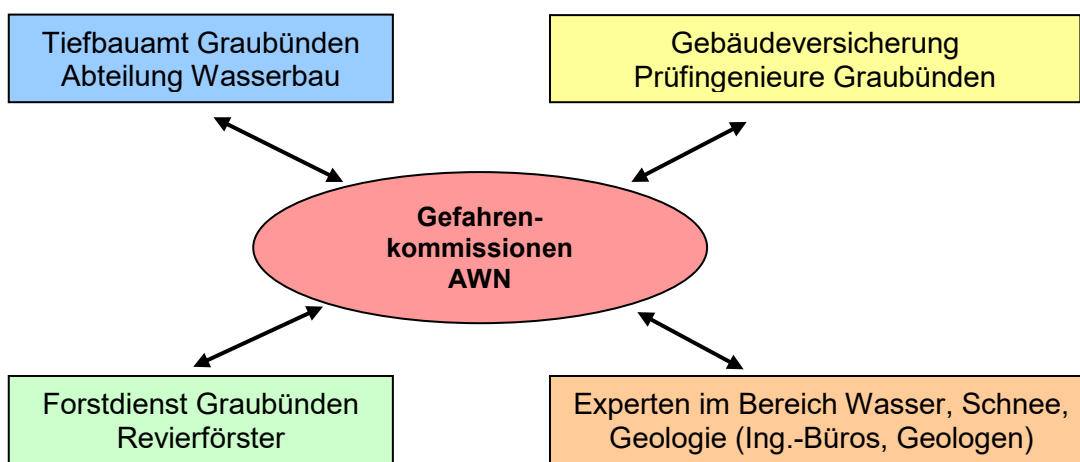 Tiefbauamt Graubünden
Abteilung Wasserbau
Gebäudeversicherung
Prüfingenieure Graubünden
Gefahren-
kommissionen
AWN
Forstdienst Graubünden
Revierförster
Experten im Bereich Wasser, Schnee,
Geologie (Ing.-Büros, Geologen)